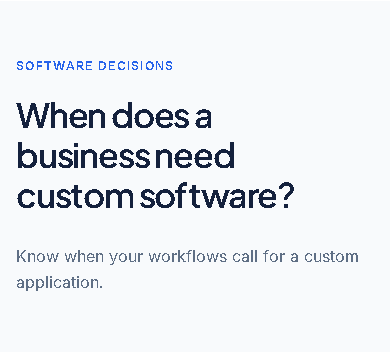 SOFTWARE DECISIONS
When does a
business need
custom software?
Know when your workflows call for a custom
application.